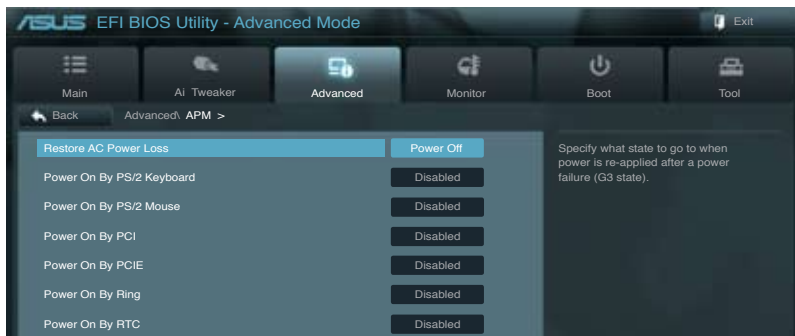 ASUS EFI BIOS Utility - Advanced Mode
Exit
Main
Ai Tweaker
Advanced
Monitor
Boot
Tool
Back
Advanced\ APM >
Restore AC Power Loss Power Off
Power On By PS/2 Keyboard Disabled
Power On By PS/2 Mouse Disabled
Power On By PCI Disabled
Power On By PCIE Disabled
Power On By Ring Disabled
Power On By RTC Disabled
Specify what state to go to when
power is re-applied after a power
failure (G3 state).